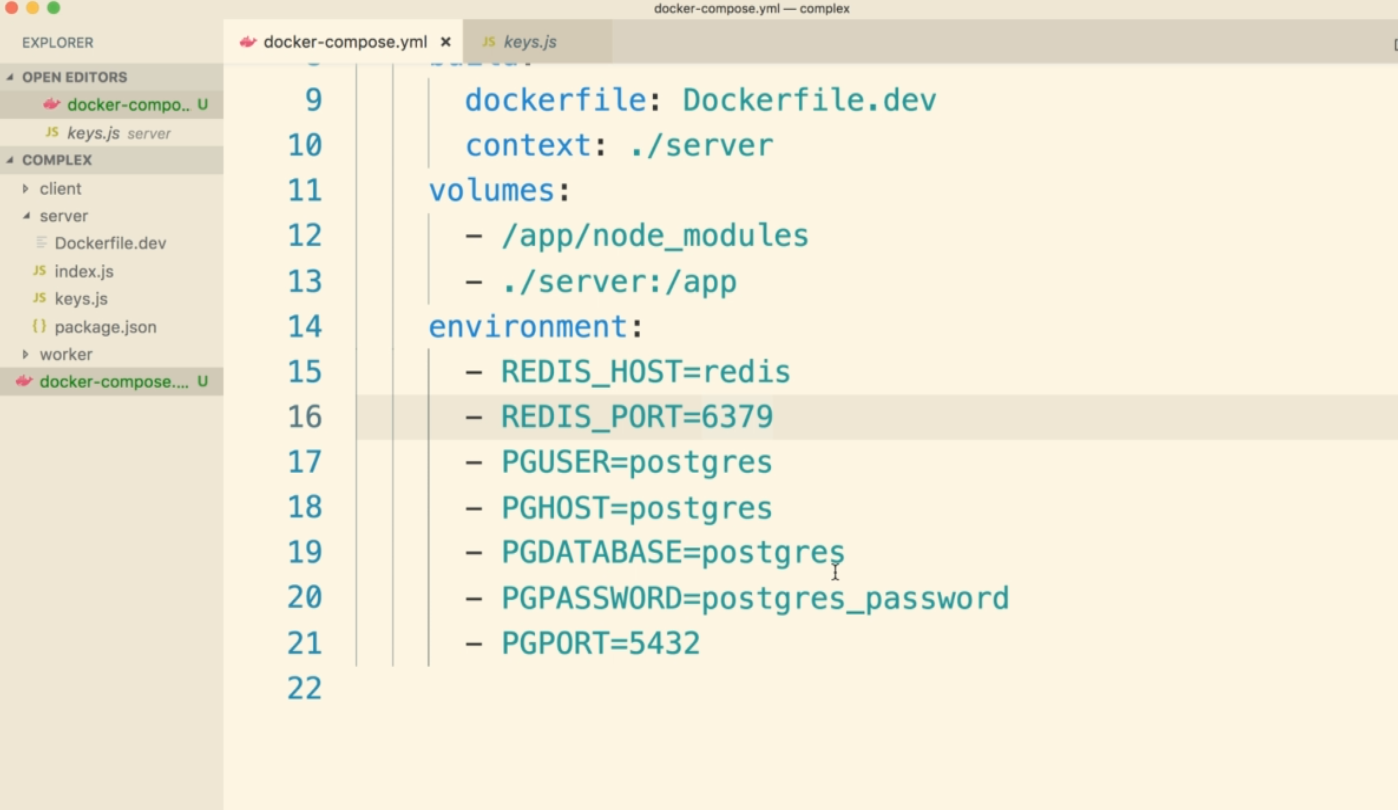 docker-compose.yml — complex
EXPLORER
docker-compose.yml ×
JS keys.js
OPEN EDITORS
docker-compo.. U
JS keys.js server
COMPLEX
client
server
Dockerfile.dev
JS index.js
JS keys.js
{} package.json
worker
docker-compose.... U
9 dockerfile: Dockerfile.dev
10 context: ./server
11 volumes:
12 - /app/node_modules
13 - ./server:/app
14 environment:
15 - REDIS_HOST=redis
16 - REDIS_PORT=6379
17 - PGUSER=postgres
18 - PGHOST=postgres
19 - PGDATABASE=postgres
20 - PGPASSWORD=postgres_password
21 - PGPORT=5432
22